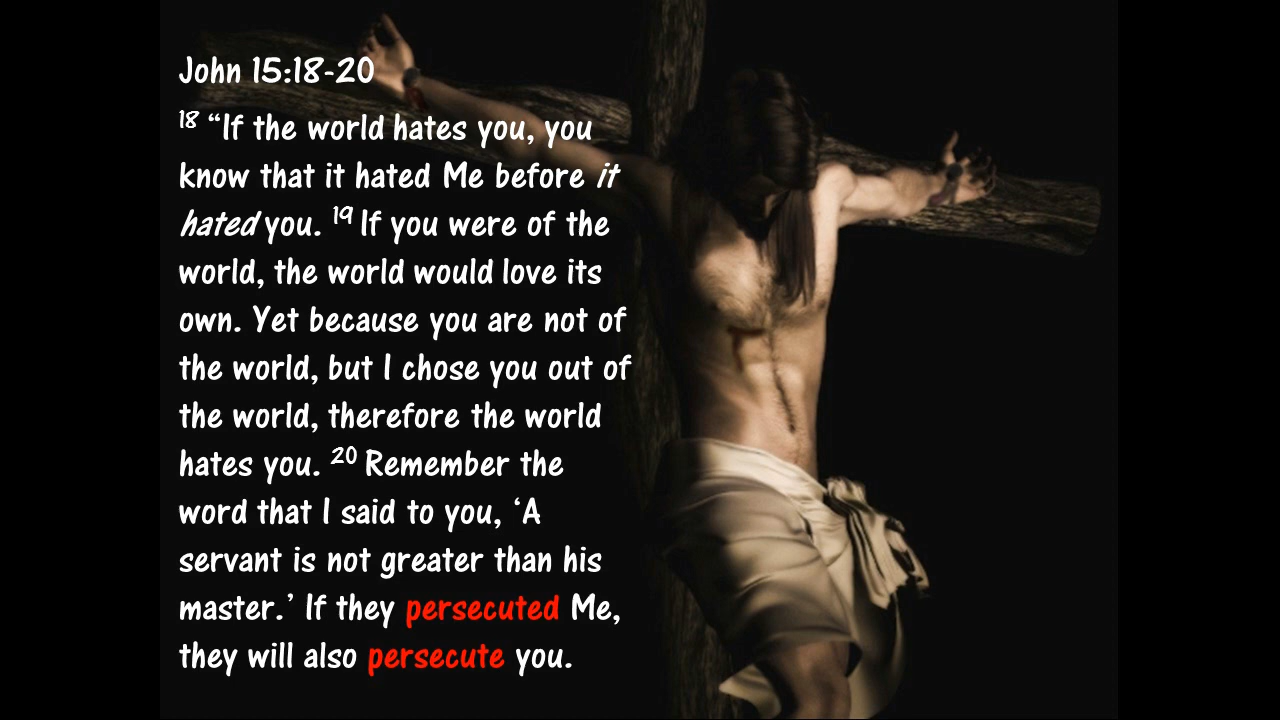 John 15:18-20
18 “If the world hates you, you
know that it hated Me before it
hated you. 19 If you were of the
world, the world would love its
own. Yet because you are not of
the world, but I chose you out of
the world, therefore the world
hates you. 20 Remember the
word that I said to you, ‘A
servant is not greater than his
master.’ If they persecuted Me,
they will also persecute you.